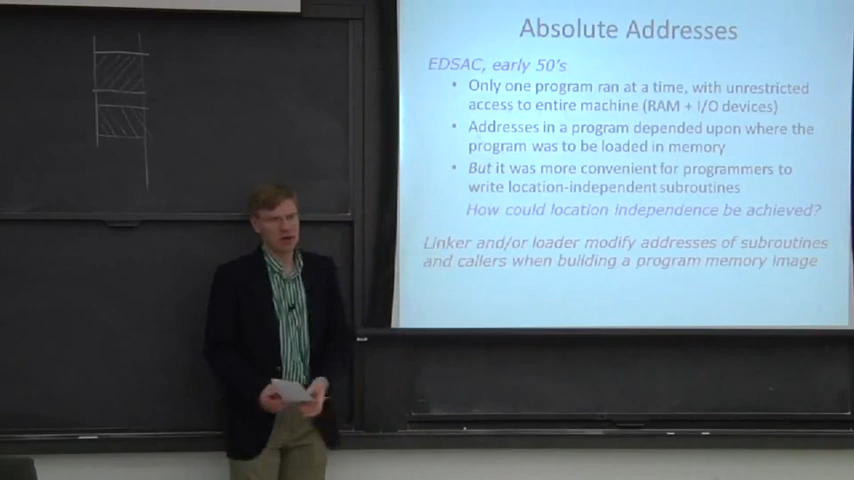 Absolute Addresses
EDSAC, early 50's
• Only one program ran at a time, with unrestricted
access to entire machine (RAM + I/O devices)
• Addresses in a program depended upon where the
program was to be loaded in memory
• But it was more convenient for programmers to
write location-independent subroutines
How could location independence be achieved?
Linker and/or loader modify addresses of subroutines
and callers when building a program memory image